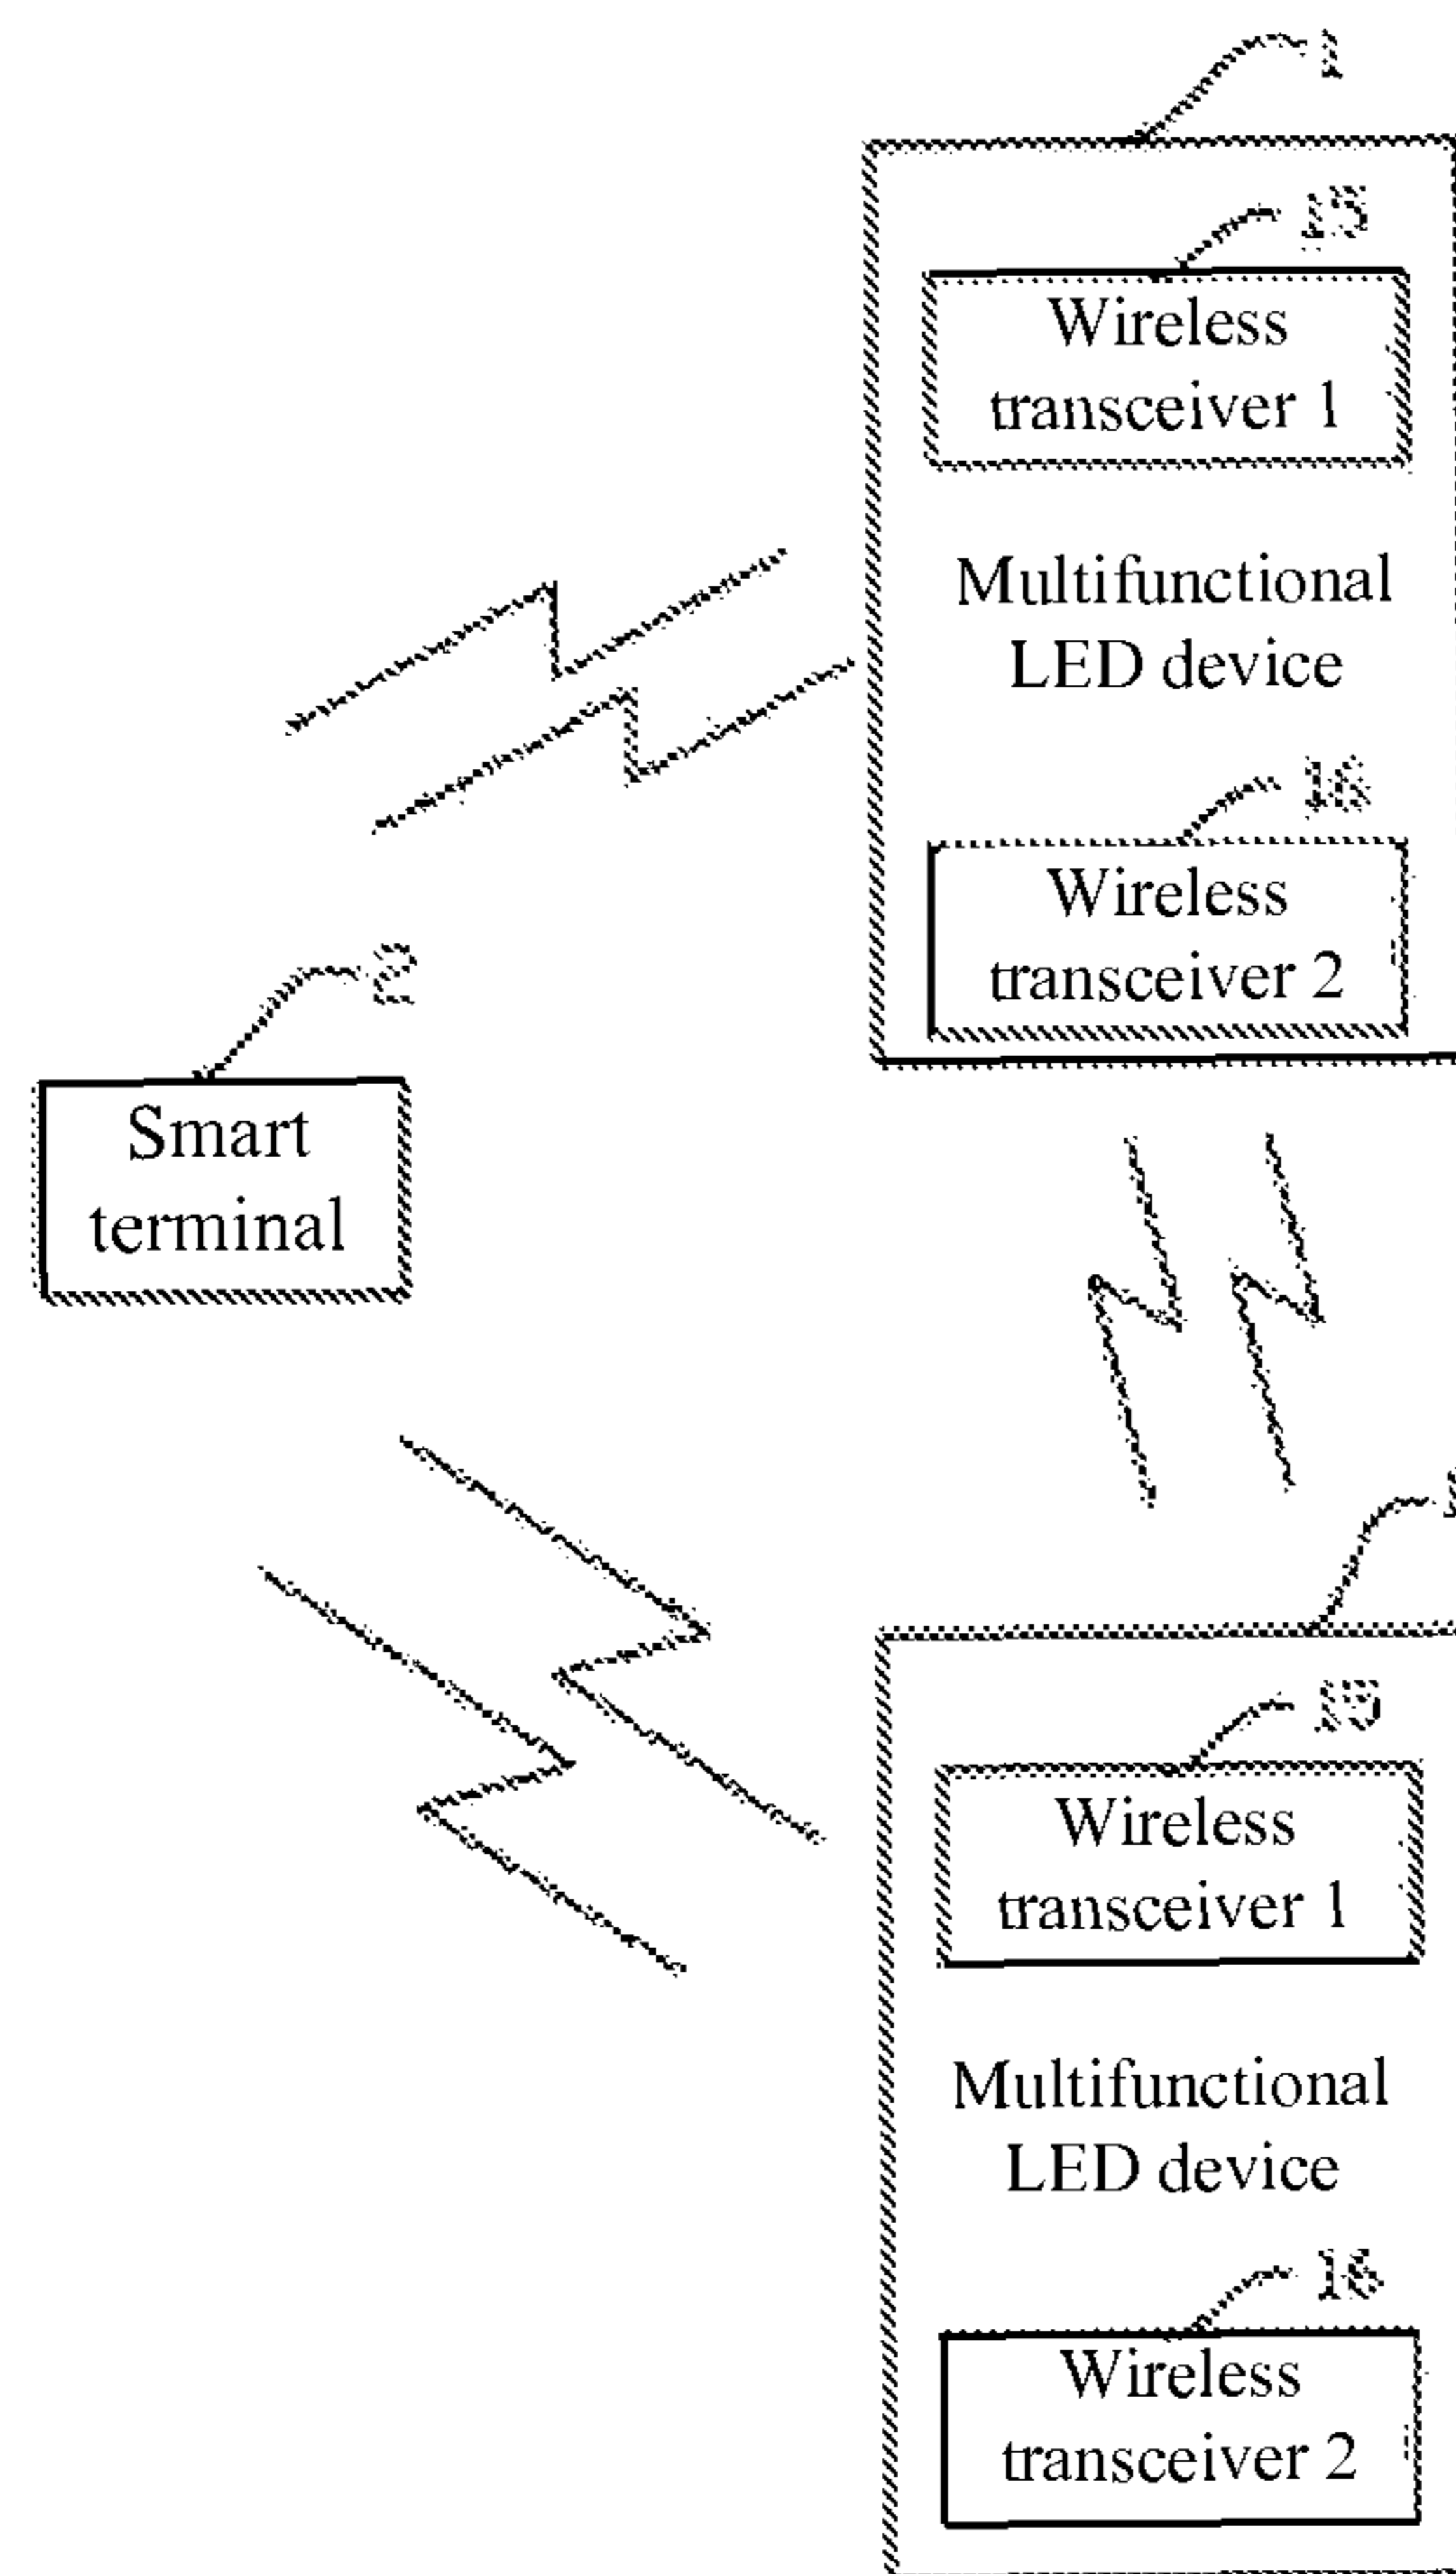 1
15
Wireless
transceiver 1
Multifunctional
LED device
16
Wireless
transceiver 2
2
Smart
terminal
15
Wireless
transceiver 1
Multifunctional
LED device
16
Wireless
transceiver 2